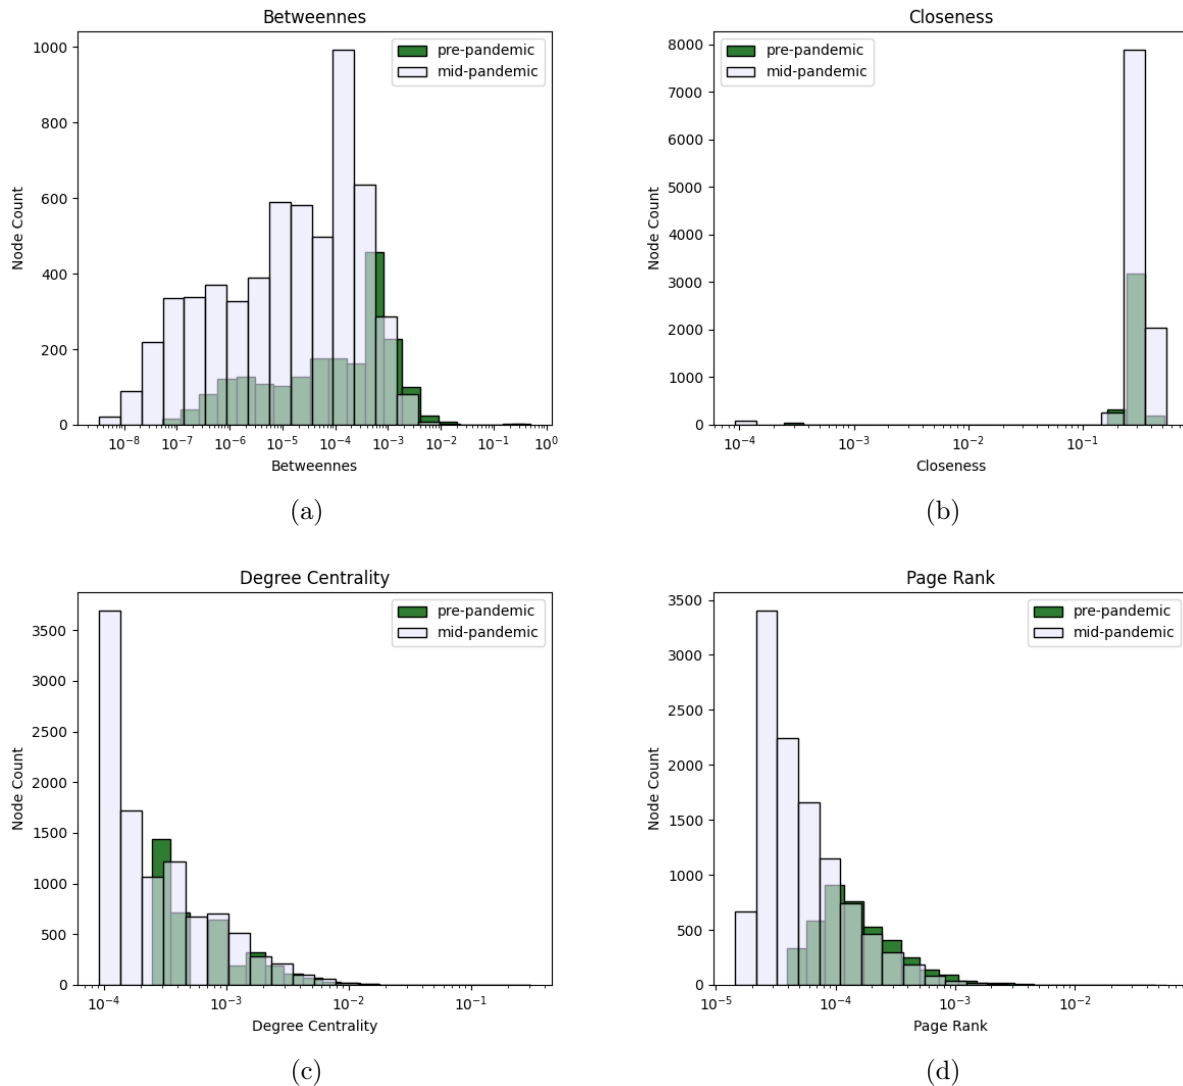 Betweennes
pre-pandemic
mid-pandemic
Node Count
1000
800
600
400
200
0
10⁻⁸ 10⁻⁷ 10⁻⁶ 10⁻⁵ 10⁻⁴ 10⁻³ 10⁻² 10⁻¹ 10⁰
Betweennes
(a)
Closeness
pre-pandemic
mid-pandemic
Node Count
8000
7000
6000
5000
4000
3000
2000
1000
0
10⁻⁴ 10⁻³ 10⁻² 10⁻¹
Closeness
(b)
Degree Centrality
pre-pandemic
mid-pandemic
Node Count
3500
3000
2500
2000
1500
1000
500
0
10⁻⁴ 10⁻³ 10⁻² 10⁻¹
Degree Centrality
(c)
Page Rank
pre-pandemic
mid-pandemic
Node Count
3500
3000
2500
2000
1500
1000
500
0
10⁻⁵ 10⁻⁴ 10⁻³ 10⁻²
Page Rank
(d)